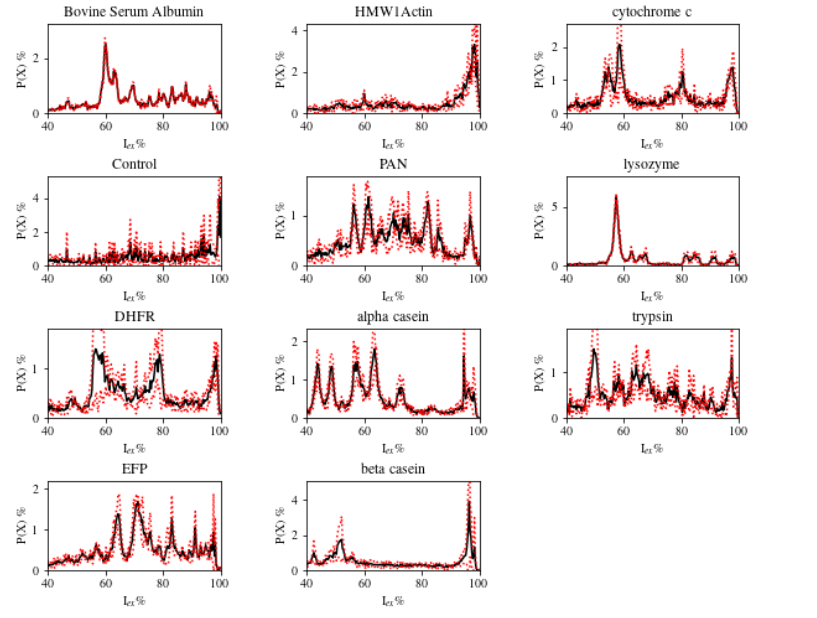 Bovine Serum Albumin
P(X) %
2
0
40 60 80 100
I_ex%
HMW1Actin
P(X) %
4
2
0
40 60 80 100
I_ex%
cytochrome c
P(X) %
2
1
0
40 60 80 100
I_ex%
Control
P(X) %
4
2
0
40 60 80 100
I_ex%
PAN
P(X) %
1
0
40 60 80 100
I_ex%
lysozyme
P(X) %
5
0
40 60 80 100
I_ex%
DHFR
P(X) %
1
0
40 60 80 100
I_ex%
alpha casein
P(X) %
2
1
0
40 60 80 100
I_ex%
trypsin
P(X) %
1
0
40 60 80 100
I_ex%
EFP
P(X) %
2
1
0
40 60 80 100
I_ex%
beta casein
P(X) %
4
2
0
40 60 80 100
I_ex%